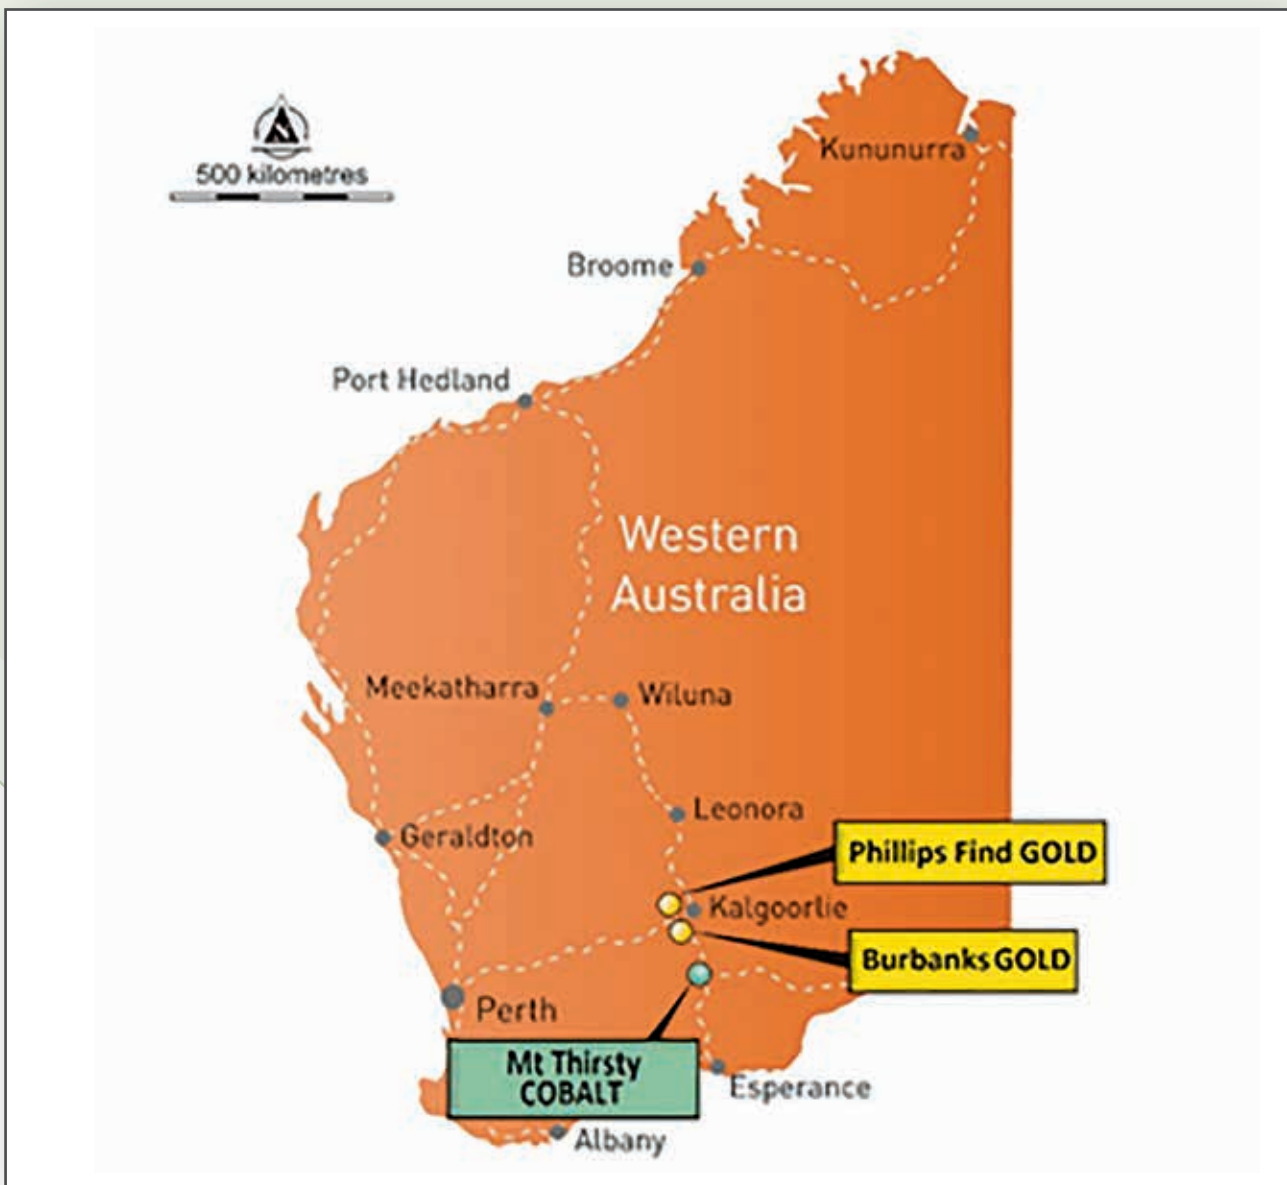 N
500 kilometres
Kununurra
Broome
Port Hedland
Western
Australia
Meekatharra
Wiluna
Leonora
Geraldton
Phillips Find GOLD
Kalgoorlie
Burbanks GOLD
Perth
Mt Thirsty
COBALT
Esperance
Albany